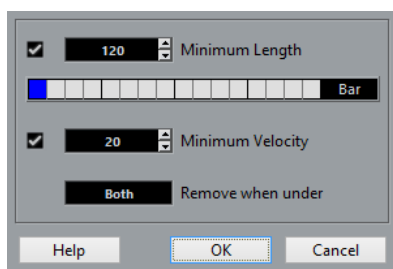 120 Minimum Length
Bar
20 Minimum Velocity
Both Remove when under
Help OK Cancel